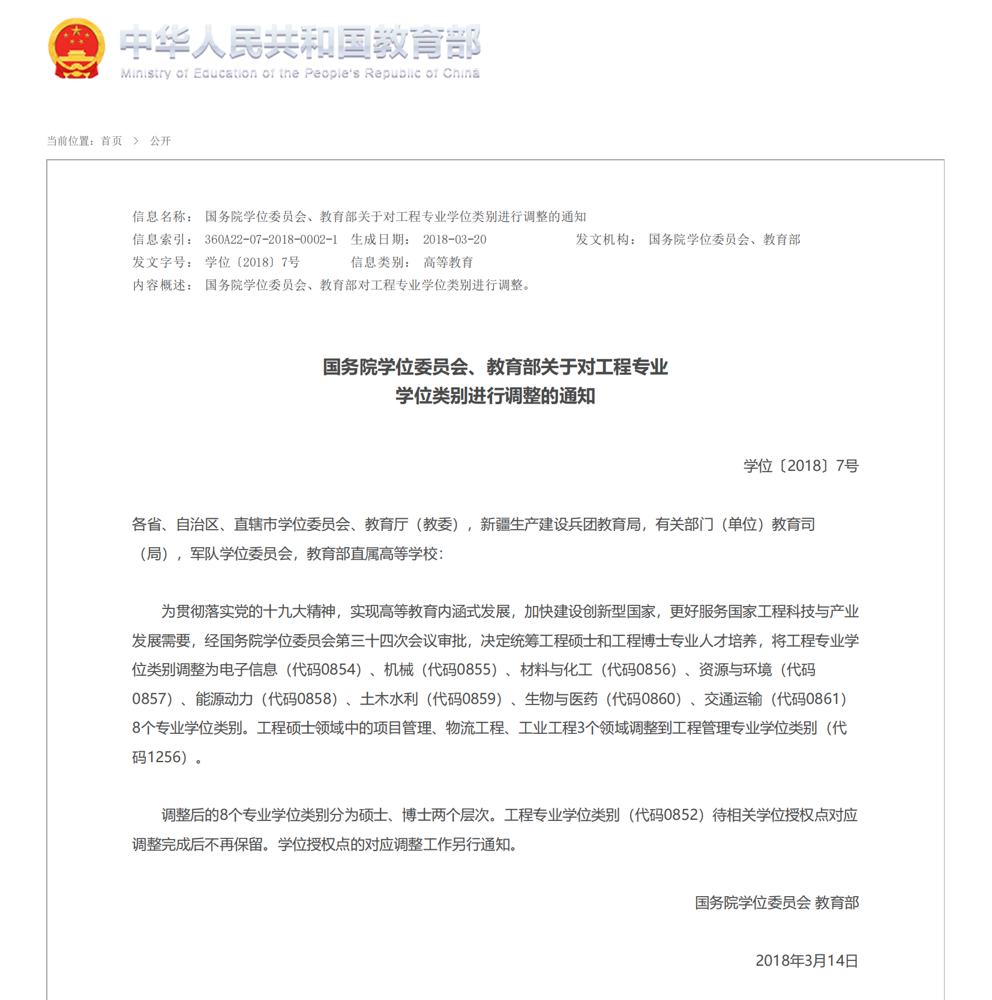 中华人民共和国教育部
Ministry of Education of the People's Republic of China
当前位置：首页 > 公开
信息名称： 国务院学位委员会、教育部关于对工程专业学位类别进行调整的通知
信息索引： 360A22-07-2018-0002-1 生成日期： 2018-03-20 发文机构： 国务院学位委员会、教育部
发文字号： 学位〔2018〕7号 信息类别： 高等教育
内容概述： 国务院学位委员会、教育部对工程专业学位类别进行调整。
国务院学位委员会、教育部关于对工程专业
学位类别进行调整的通知
学位〔2018〕7号
各省、自治区、直辖市学位委员会、教育厅（教委），新疆生产建设兵团教育局，有关部门（单位）教育司
（局），军队学位委员会，教育部直属高等学校：
为贯彻落实党的十九大精神，实现高等教育内涵式发展，加快建设创新型国家，更好服务国家工程科技与产业
发展需要，经国务院学位委员会第三十四次会议审批，决定统筹工程硕士和工程博士专业人才培养，将工程专业学
位类别调整为电子信息（代码0854）、机械（代码0855）、材料与化工（代码0856）、资源与环境（代码
0857）、能源动力（代码0858）、土木水利（代码0859）、生物与医药（代码0860）、交通运输（代码0861）
8个专业学位类别。工程硕士领域中的项目管理、物流工程、工业工程3个领域调整到工程管理专业学位类别（代
码1256）。
调整后的8个专业学位类别分为硕士、博士两个层次。工程专业学位类别（代码0852）待相关学位授权点对应
调整完成后不再保留。学位授权点的对应调整工作另行通知。
国务院学位委员会 教育部
2018年3月14日